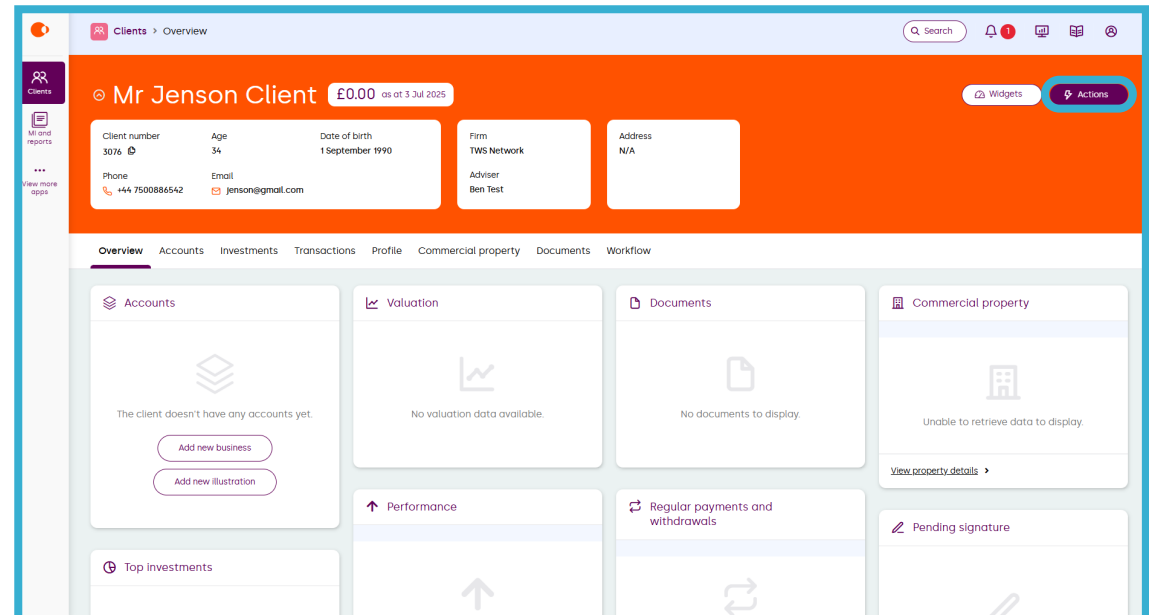 Clients > Overview
Search
1
Clients
MI and
reports
View more
apps
Mr Jenson Client
£0.00 as at 3 Jul 2025
Widgets
Actions
Client number
3076
Age
34
Date of birth
1 September 1990
Phone
+44 7500886542
Email
jenson@gmail.com
Firm
TWS Network
Adviser
Ben Test
Address
N/A
Overview Accounts Investments Transactions Profile Commercial property Documents Workflow
Accounts
The client doesn't have any accounts yet.
Add new business
Add new illustration
Valuation
No valuation data available.
Documents
No documents to display.
Commercial property
Unable to retrieve data to display.
View property details >
Performance
Regular payments and
withdrawals
Pending signature
Top investments